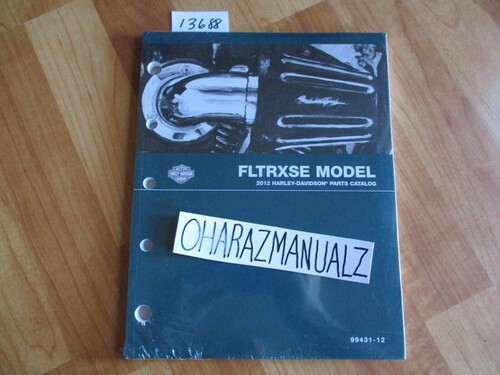 13688
FLTRXSE MODEL
2012 HARLEY-DAVIDSON® PARTS CATALOG
OHARAZMANUALZ
99431-12